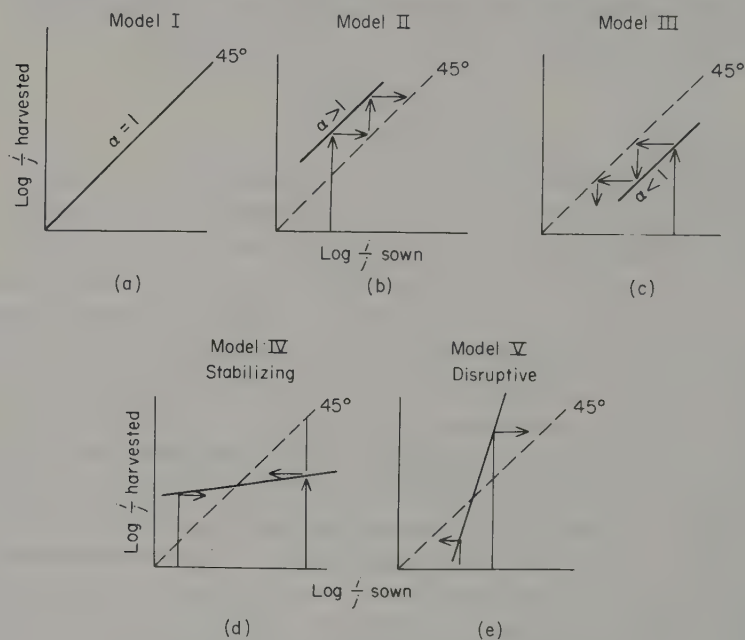 Model I
Model II
Model III
45°
45°
45°
α = 1
α > 1
α < 1
Log i/j harvested
Log i/j sown
(a)
(b)
(c)
Model IV
Stabilizing
Model V
Disruptive
45°
45°
Log i/j harvested
Log i/j sown
(d)
(e)